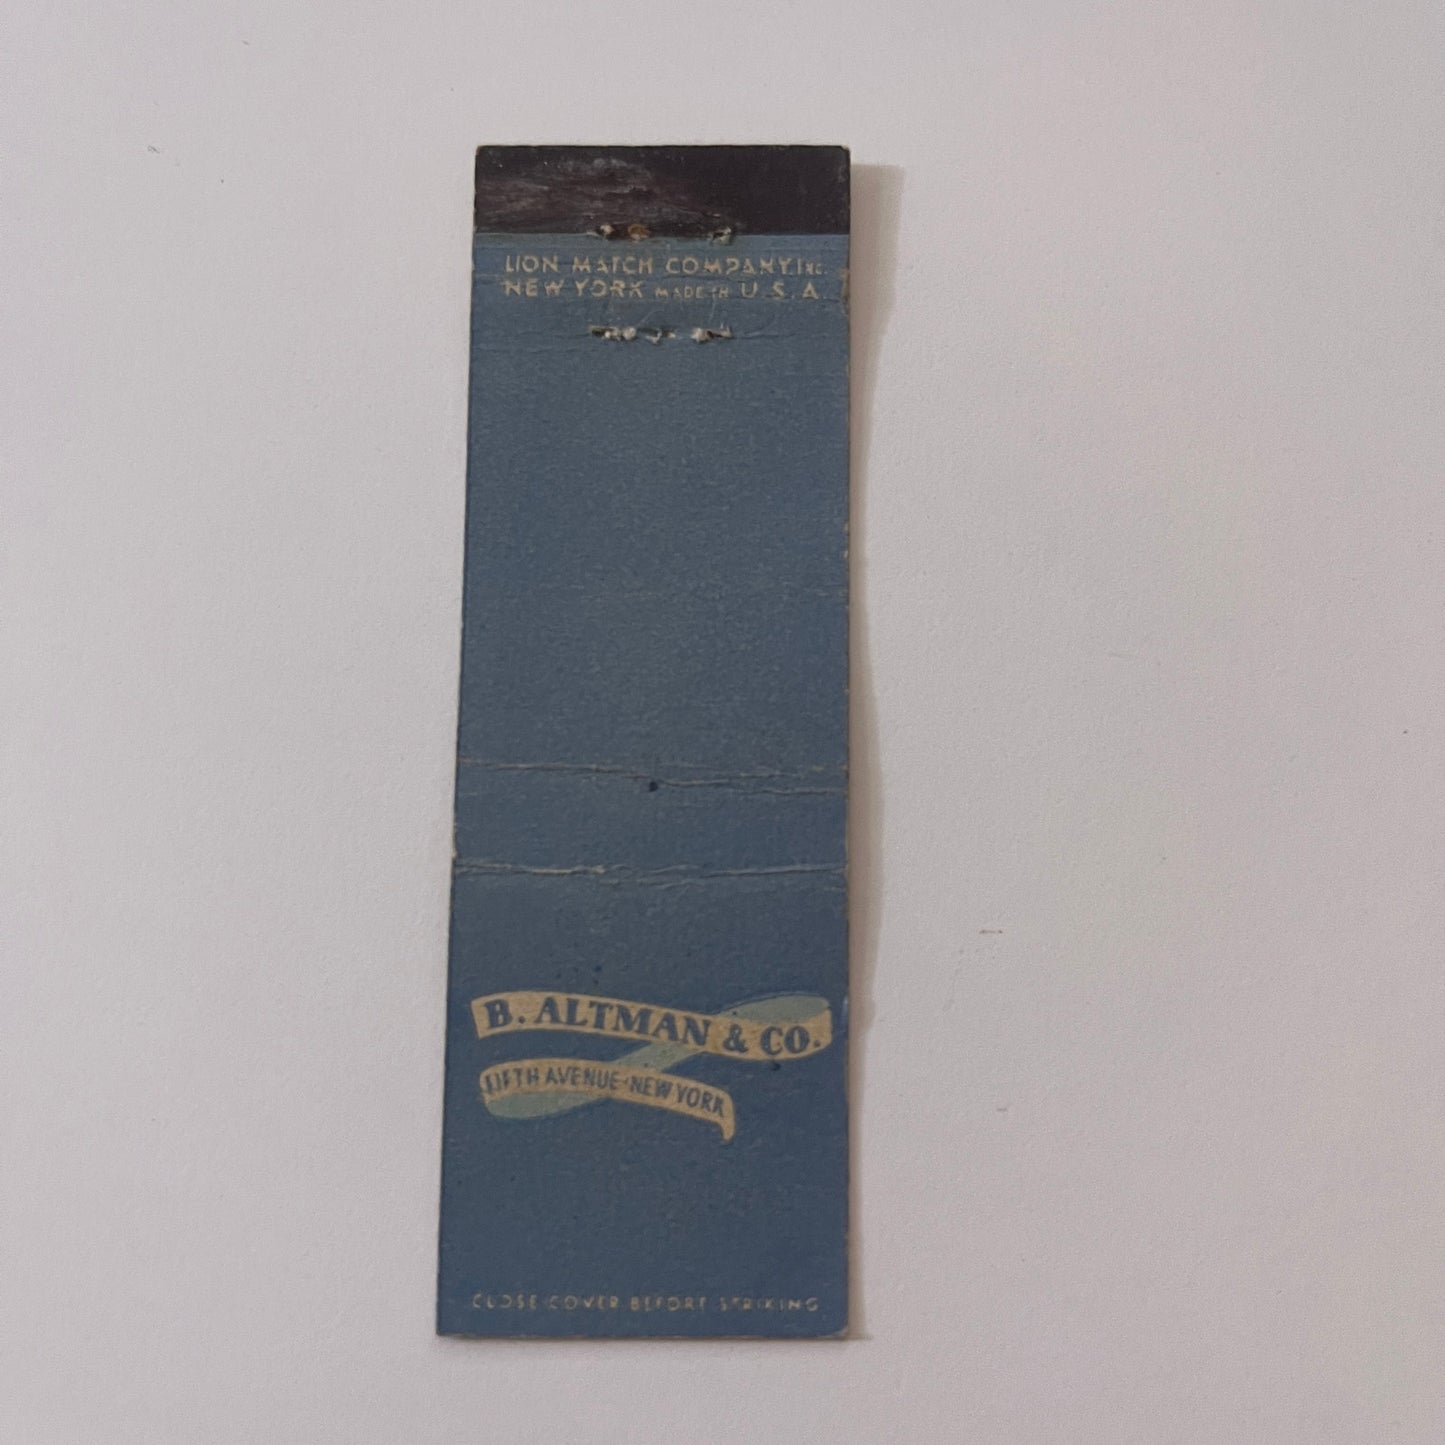 LION MATCH COMPANY, INC.
NEW YORK MADE IN U.S.A.
B. ALTMAN & CO.
FIFTH AVENUE · NEW YORK
CLOSE COVER BEFORE STRIKING